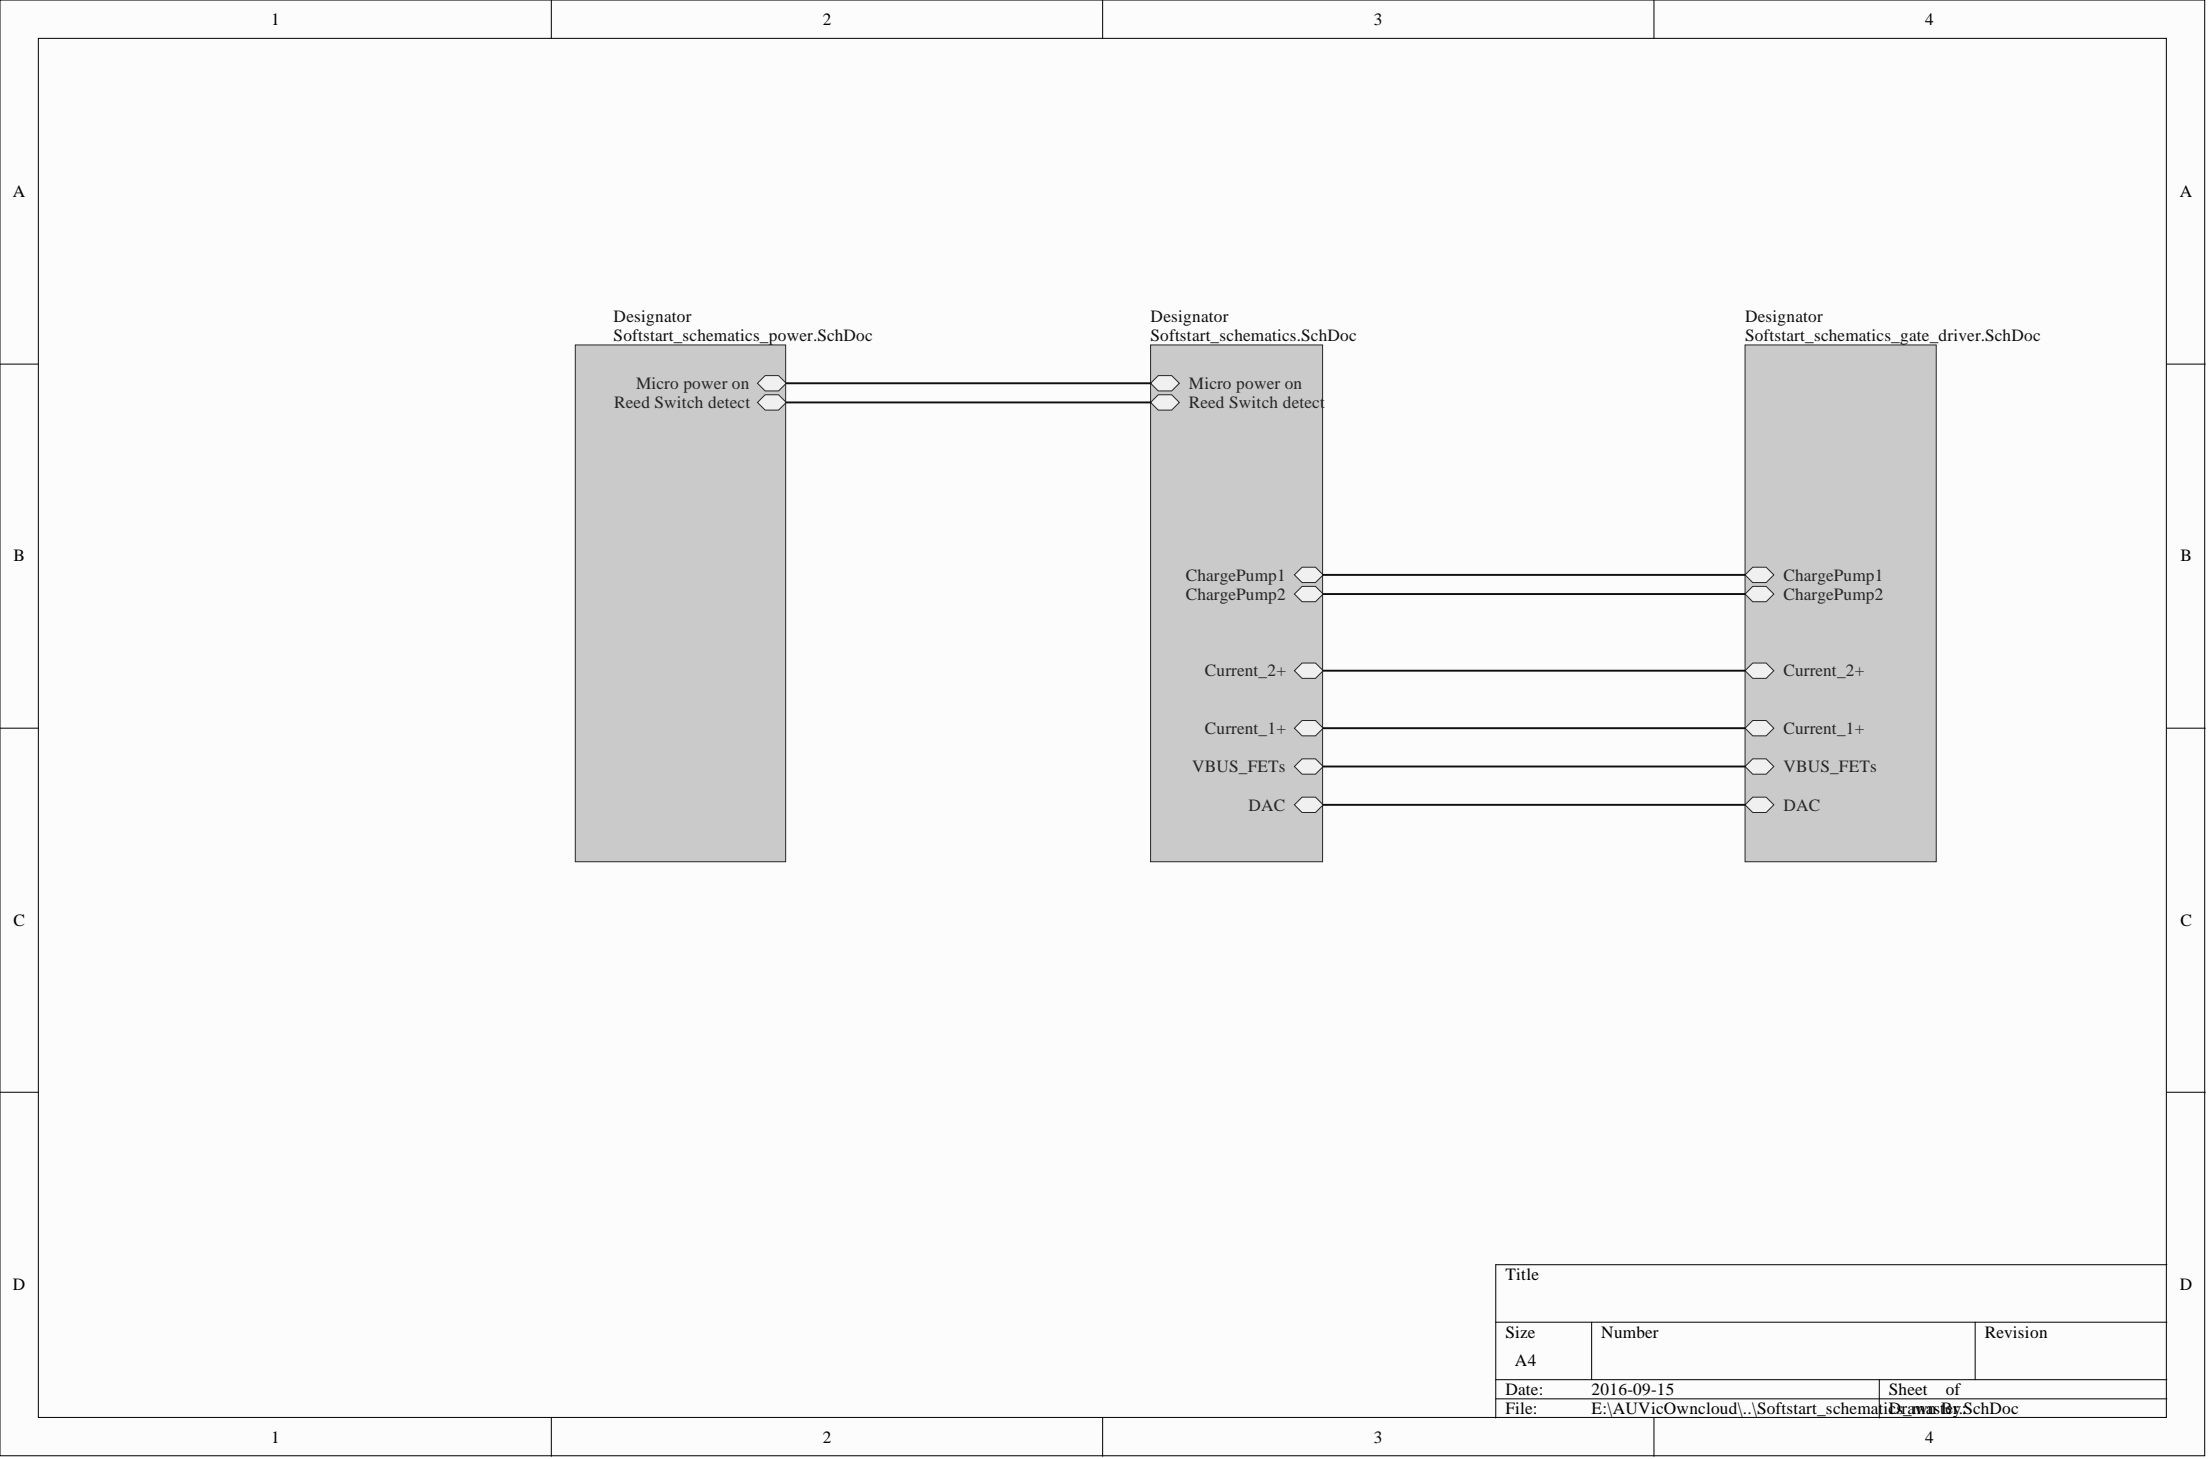 1 2 3 4
A A
Designator Designator Designator
Softstart_schematics_power.SchDoc Softstart_schematics.SchDoc Softstart_schematics_gate_driver.SchDoc
Micro power on Micro power on
Reed Switch detect Reed Switch detect
B B
ChargePump1 ChargePump1
ChargePump2 ChargePump2
Current_2+ Current_2+
Current_1+ Current_1+
VBUS_FETs VBUS_FETs
DAC DAC
C C
Title
D D
Size Number Revision
A4
Date: 2016-09-15 Sheet of
File: E:\AUVicOwncloud\..\Softstart_schematics_master.SchDoc Drawn By:
1 2 3 4